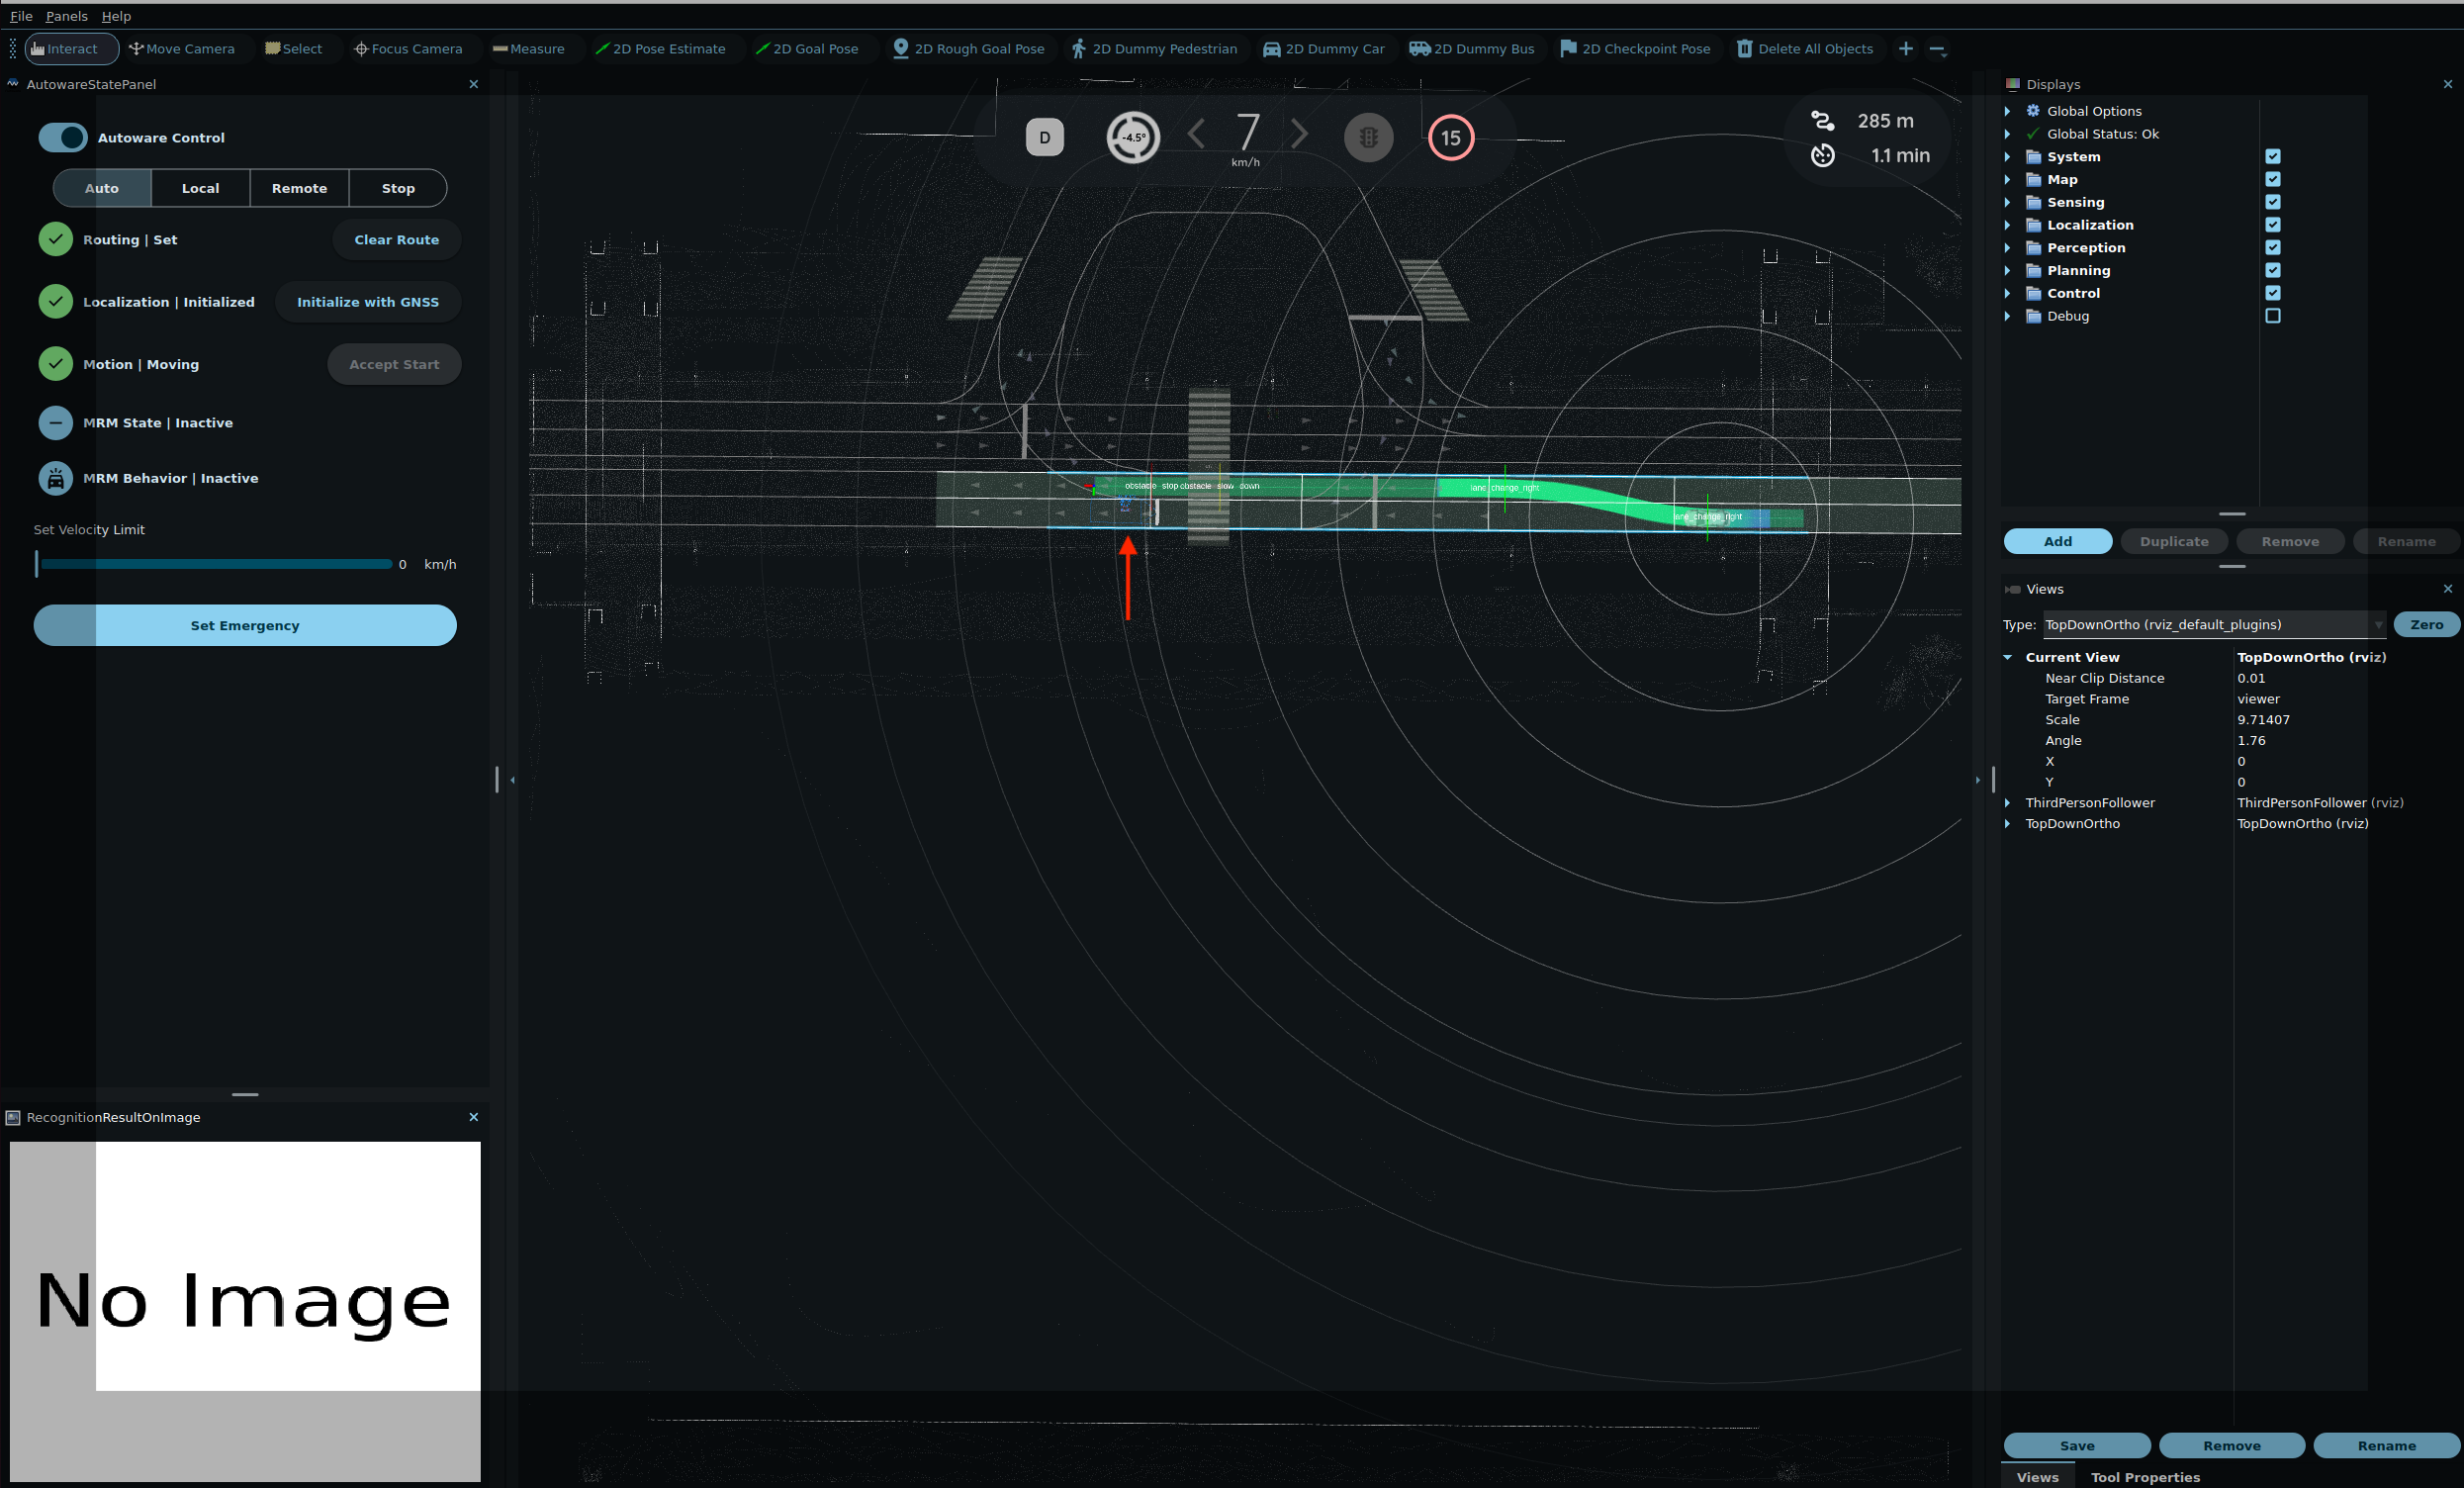 File Panels Help
Interact Move Camera Select Focus Camera Measure 2D Pose Estimate 2D Goal Pose 2D Rough Goal Pose 2D Dummy Pedestrian 2D Dummy Car 2D Dummy Bus 2D Checkpoint Pose Delete All Objects
AutowareStatePanel
Autoware Control
Auto Local Remote Stop
Routing | Set Clear Route
Localization | Initialized Initialize with GNSS
Motion | Moving Accept Start
MRM State | Inactive
MRM Behavior | Inactive
Set Velocity Limit
0 km/h
Set Emergency
RecognitionResultOnImage
No Image
D -4.5° 7 km/h 15
285 m
1.1 min
obstacle stop obstacle slow down
lane_change_right
lane_change_right
Displays
Global Options
Global Status: Ok
System
Map
Sensing
Localization
Perception
Planning
Control
Debug
Add Duplicate Remove Rename
Views
Type: TopDownOrtho (rviz_default_plugins) Zero
Current View TopDownOrtho (rviz)
Near Clip Distance 0.01
Target Frame viewer
Scale 9.71407
Angle 1.76
X 0
Y 0
ThirdPersonFollower ThirdPersonFollower (rviz)
TopDownOrtho TopDownOrtho (rviz)
Save Remove Rename
Views Tool Properties